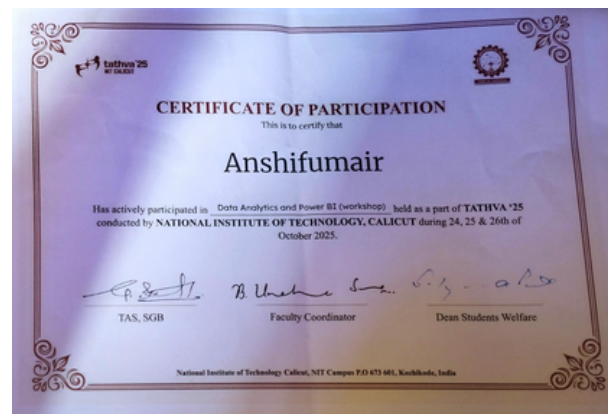 tathva'25
NIT CALICUT
CERTIFICATE OF PARTICIPATION
This is to certify that
Anshifumair
Has actively participated in Data Analytics and Power BI (workshop) held as a part of TATHVA '25
conducted by NATIONAL INSTITUTE OF TECHNOLOGY, CALICUT during 24, 25 & 26th of
October 2025.
TAS, SGB
Faculty Coordinator
Dean Students Welfare
National Institute of Technology Calicut, NIT Campus P.O 673 601, Kozhikode, India